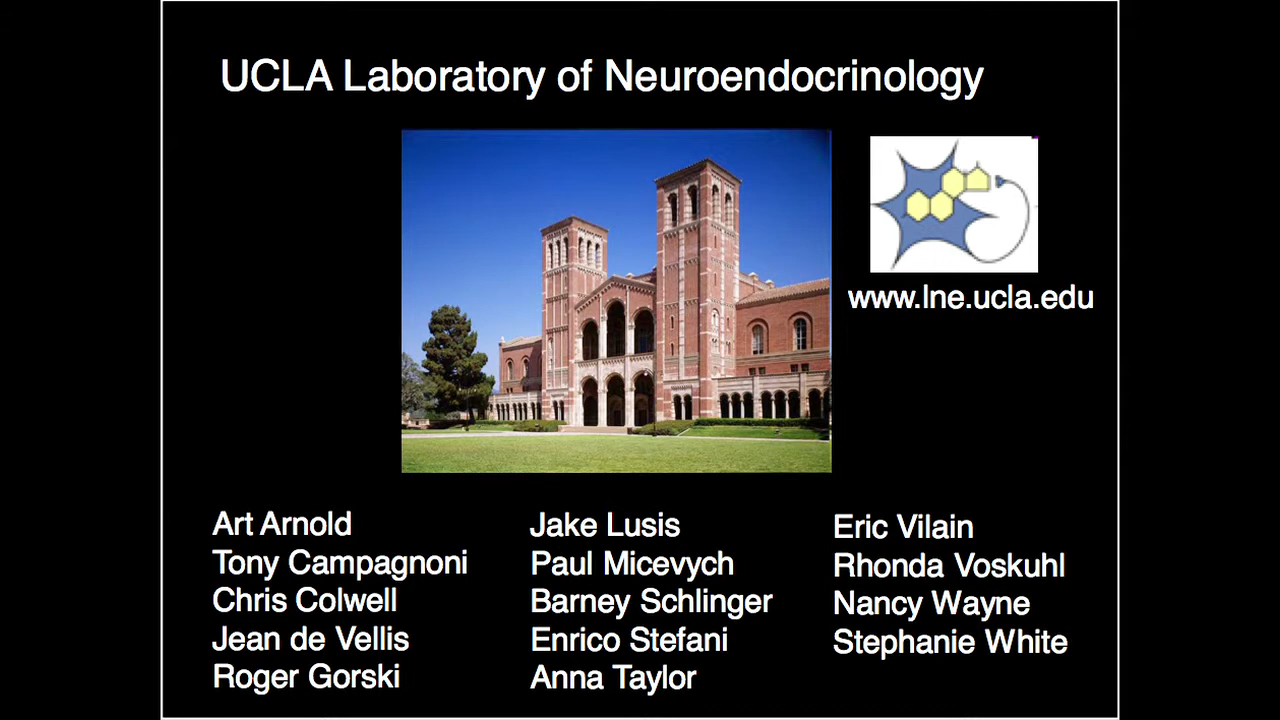 UCLA Laboratory of Neuroendocrinology
www.lne.ucla.edu
Art Arnold
Tony Campagnoni
Chris Colwell
Jean de Vellis
Roger Gorski
Jake Lusis
Paul Micevych
Barney Schlinger
Enrico Stefani
Anna Taylor
Eric Vilain
Rhonda Voskuhl
Nancy Wayne
Stephanie White